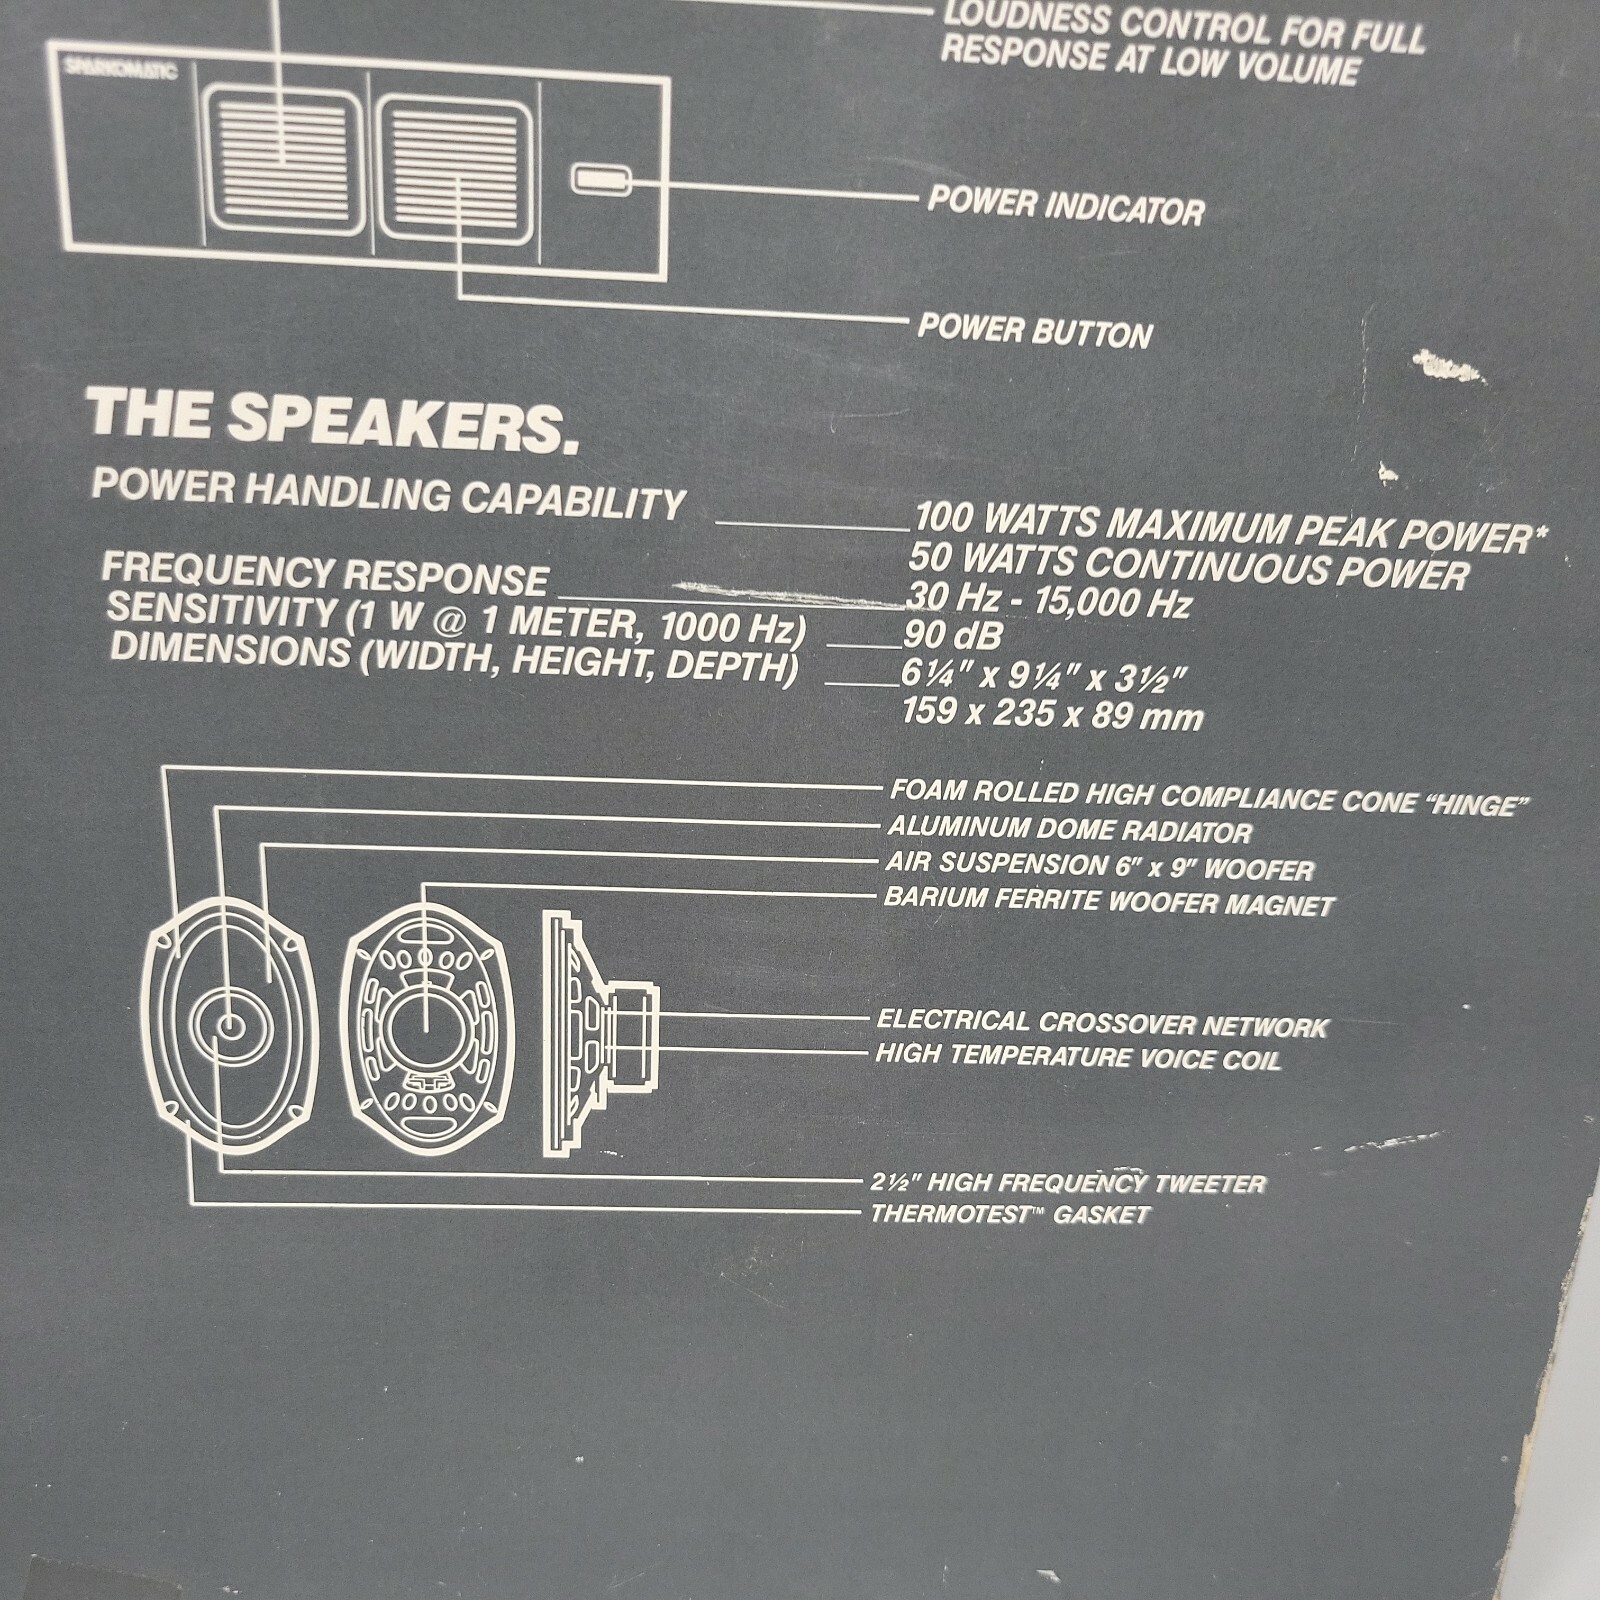 LOUDNESS CONTROL FOR FULL
RESPONSE AT LOW VOLUME
SPARKOMATIC
POWER INDICATOR
POWER BUTTON
THE SPEAKERS.
POWER HANDLING CAPABILITY 100 WATTS MAXIMUM PEAK POWER*
50 WATTS CONTINUOUS POWER
FREQUENCY RESPONSE 30 Hz - 15,000 Hz
SENSITIVITY (1 W @ 1 METER, 1000 Hz) 90 dB
DIMENSIONS (WIDTH, HEIGHT, DEPTH) 6¼" x 9¼" x 3½"
159 x 235 x 89 mm
FOAM ROLLED HIGH COMPLIANCE CONE “HINGE”
ALUMINUM DOME RADIATOR
AIR SUSPENSION 6" x 9" WOOFER
BARIUM FERRITE WOOFER MAGNET
ELECTRICAL CROSSOVER NETWORK
HIGH TEMPERATURE VOICE COIL
2½" HIGH FREQUENCY TWEETER
THERMOTEST™ GASKET